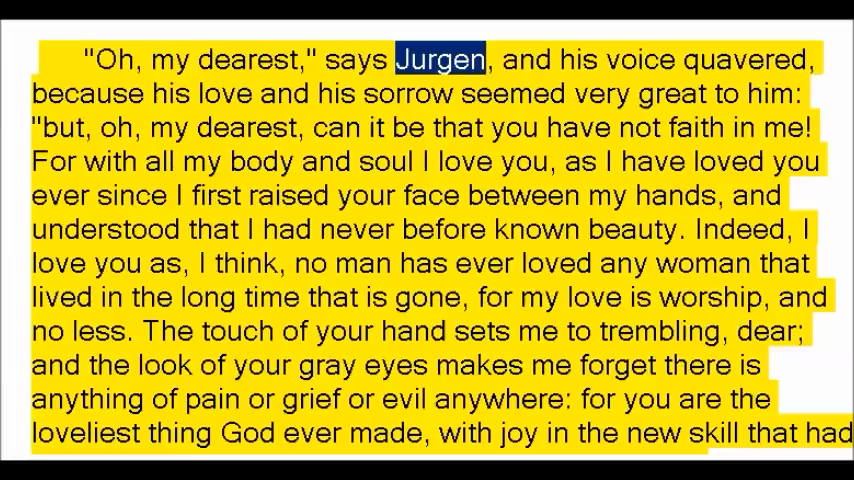 "Oh, my dearest," says Jurgen, and his voice quavered,
because his love and his sorrow seemed very great to him:
"but, oh, my dearest, can it be that you have not faith in me!
For with all my body and soul I love you, as I have loved you
ever since I first raised your face between my hands, and
understood that I had never before known beauty. Indeed, I
love you as, I think, no man has ever loved any woman that
lived in the long time that is gone, for my love is worship, and
no less. The touch of your hand sets me to trembling, dear;
and the look of your gray eyes makes me forget there is
anything of pain or grief or evil anywhere: for you are the
loveliest thing God ever made, with joy in the new skill that had